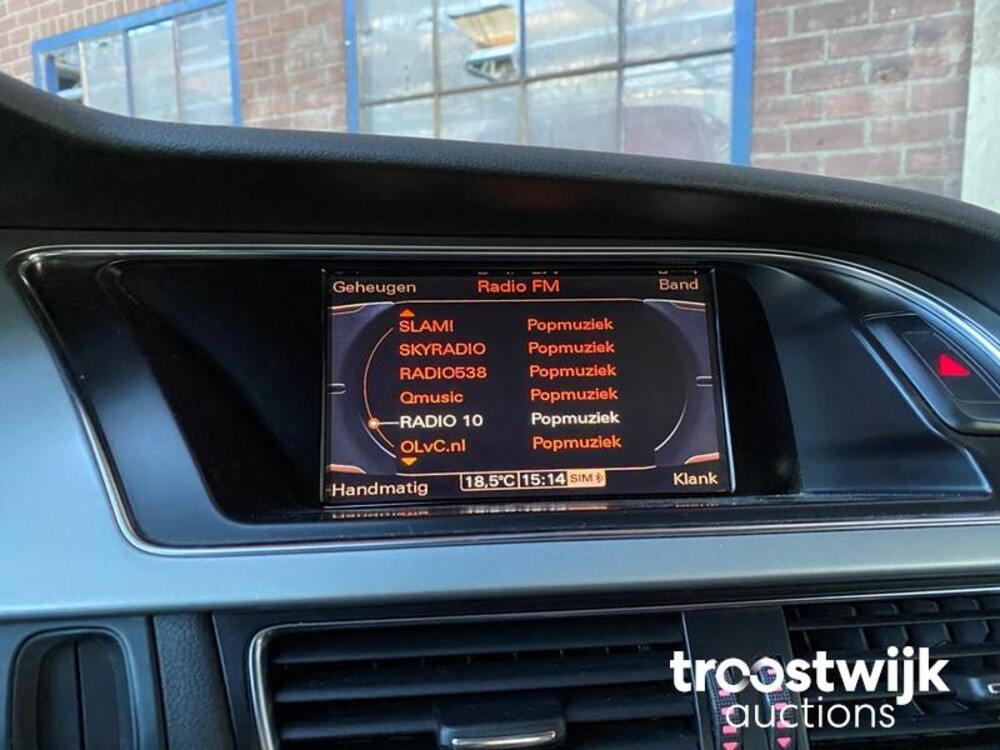 Geheugen Radio FM Band
SLAM! Popmuziek
SKYRADIO Popmuziek
RADIO538 Popmuziek
Qmusic Popmuziek
RADIO 10 Popmuziek
OLvC.nl Popmuziek
Handmatig 18,5°C 15:14 SIM Klank
troostwijk
auctions